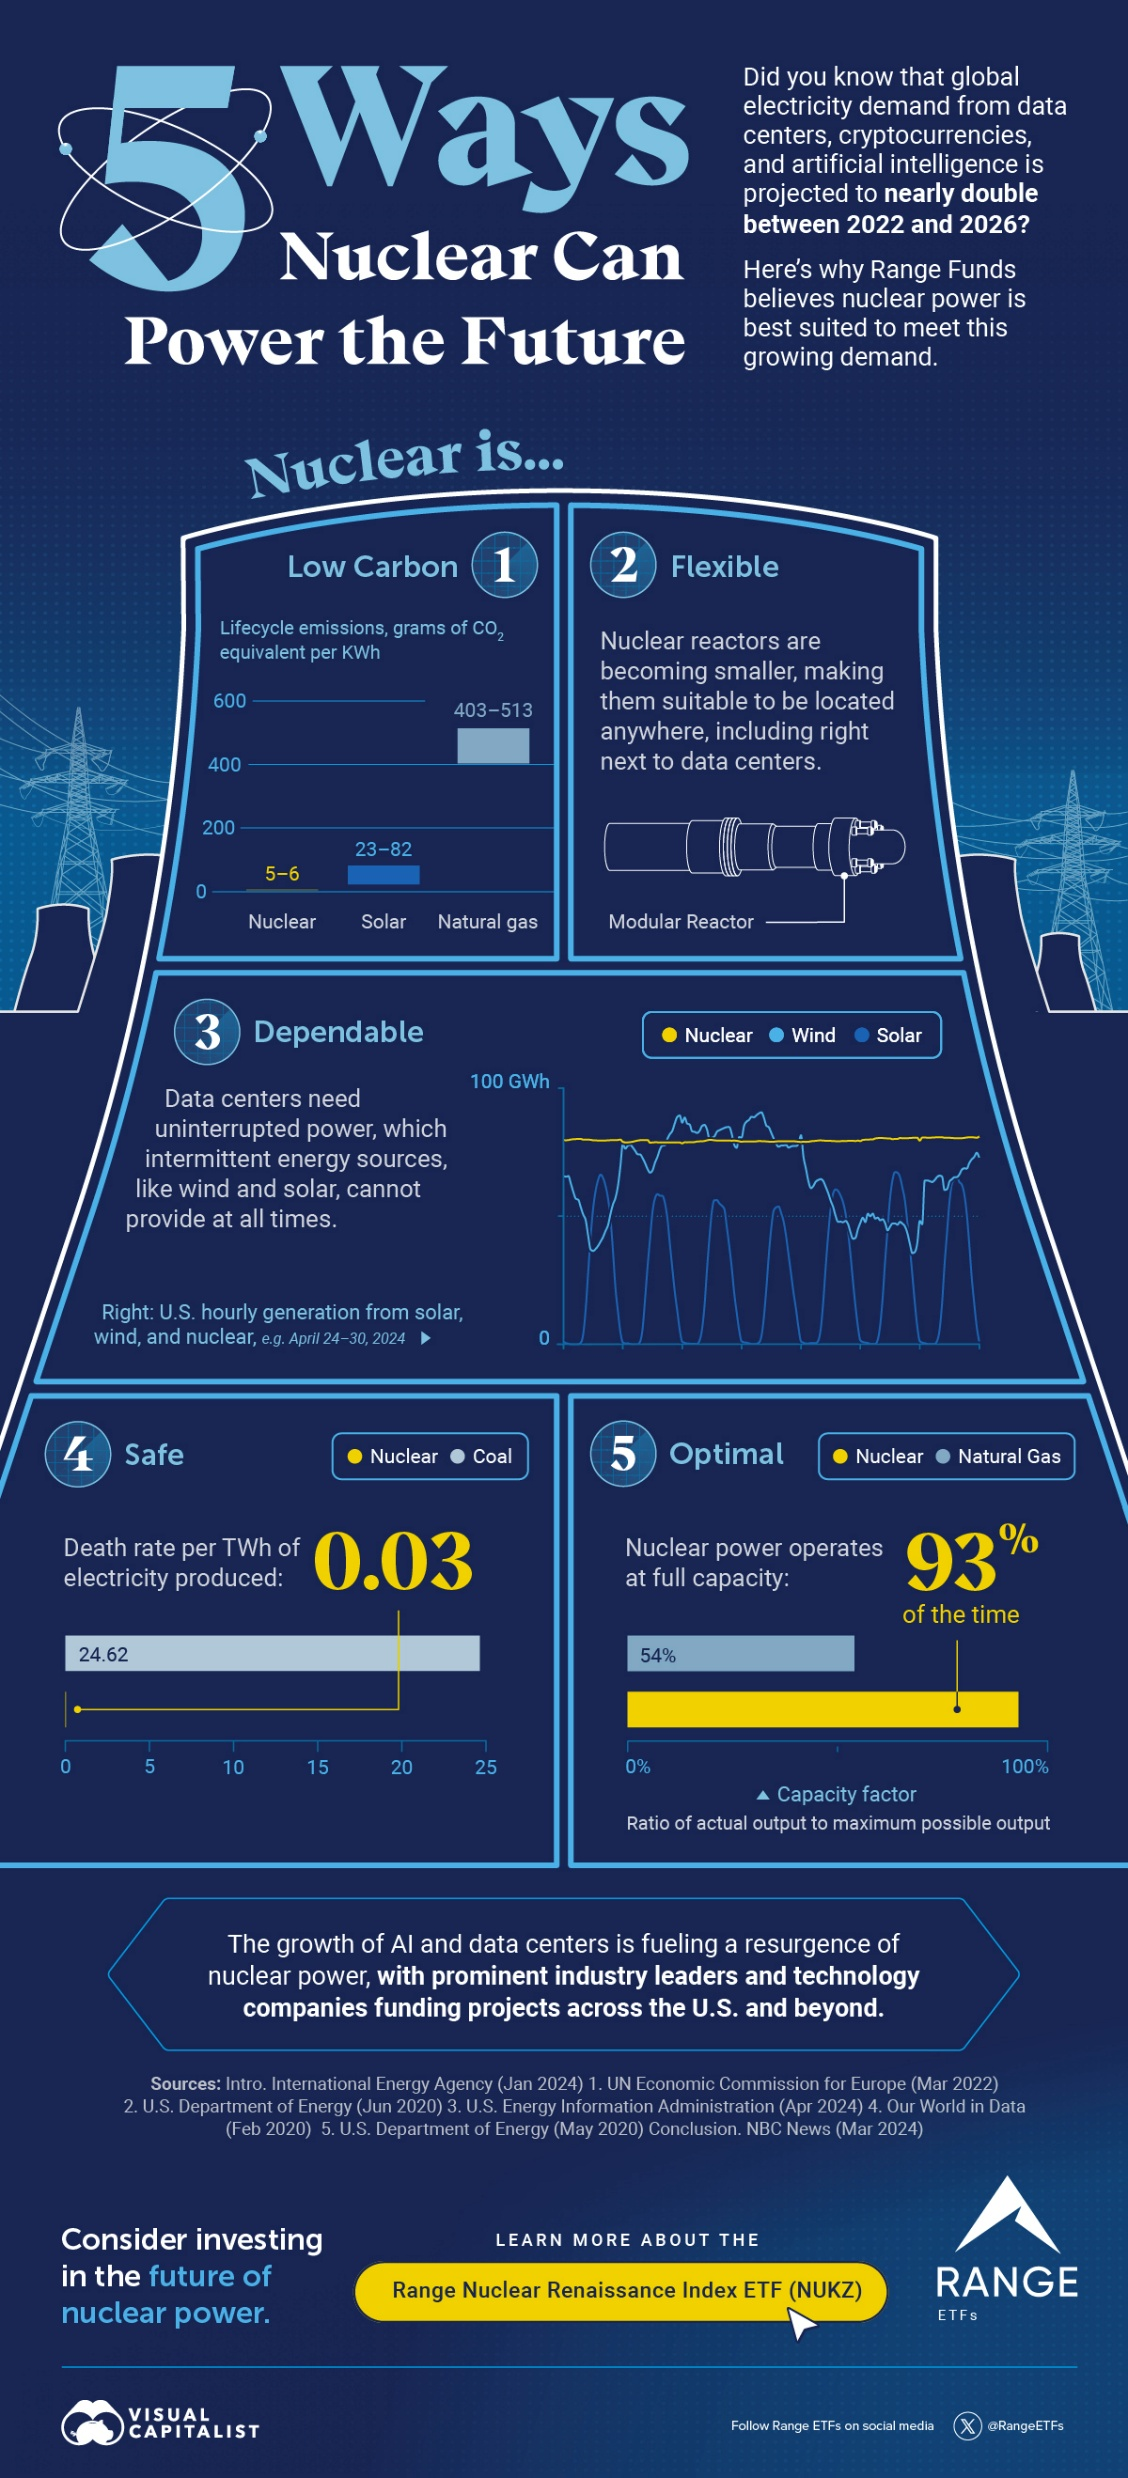 5 Ways
Nuclear Can
Power the Future
Did you know that global
electricity demand from data
centers, cryptocurrencies,
and artificial intelligence is
projected to nearly double
between 2022 and 2026?
Here's why Range Funds
believes nuclear power is
best suited to meet this
growing demand.
Nuclear is...
Low Carbon 1
Lifecycle emissions, grams of CO₂
equivalent per KWh
600
403–513
400
200
23–82
5–6
0
Nuclear Solar Natural gas
2 Flexible
Nuclear reactors are
becoming smaller, making
them suitable to be located
anywhere, including right
next to data centers.
Modular Reactor
3 Dependable
Nuclear Wind Solar
Data centers need
uninterrupted power, which
intermittent energy sources,
like wind and solar, cannot
provide at all times.
Right: U.S. hourly generation from solar,
wind, and nuclear, e.g. April 24–30, 2024
100 GWh
0
4 Safe
Nuclear Coal
Death rate per TWh of
electricity produced:
0.03
24.62
0 5 10 15 20 25
5 Optimal
Nuclear Natural Gas
Nuclear power operates
at full capacity:
93%
of the time
54%
0% 100%
Capacity factor
Ratio of actual output to maximum possible output
The growth of AI and data centers is fueling a resurgence of
nuclear power, with prominent industry leaders and technology
companies funding projects across the U.S. and beyond.
Sources: Intro. International Energy Agency (Jan 2024) 1. UN Economic Commission for Europe (Mar 2022)
2. U.S. Department of Energy (Jun 2020) 3. U.S. Energy Information Administration (Apr 2024) 4. Our World in Data
(Feb 2020) 5. U.S. Department of Energy (May 2020) Conclusion. NBC News (Mar 2024)
Consider investing
in the future of
nuclear power.
LEARN MORE ABOUT THE
Range Nuclear Renaissance Index ETF (NUKZ)
RANGE
ETFs
VISUAL
CAPITALIST
Follow Range ETFs on social media @RangeETFs